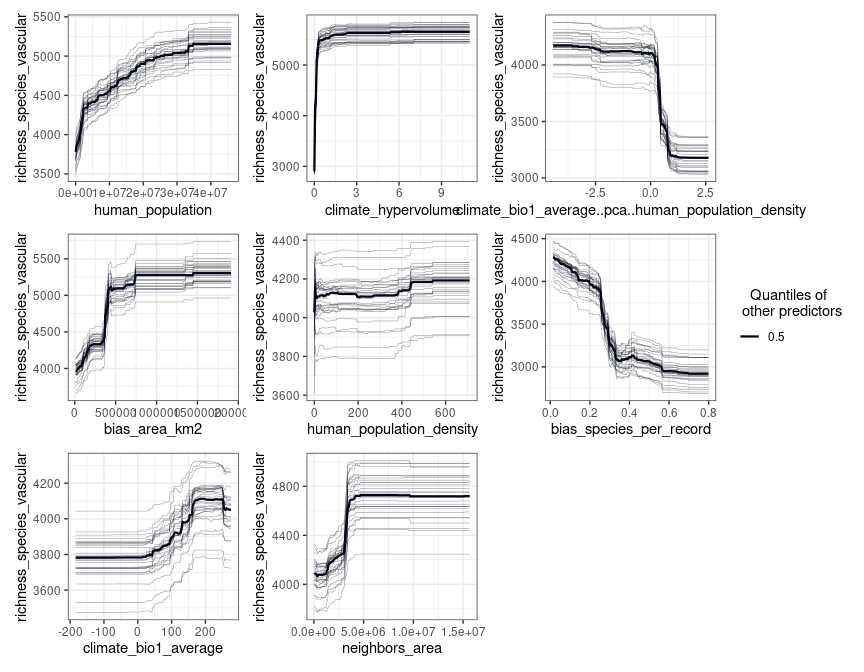 richness_species_vascular
5500
5000
4500
4000
3500
0e+001e+072e+073e+074e+07
human_population
richness_species_vascular
5000
4000
3000
0 3 6 9
climate_hypervolume
richness_species_vascular
4000
3500
3000
-2.5 0.0 2.5
climate_bio1_average..pca..human_population_density
richness_species_vascular
5500
5000
4500
4000
0
bias_area_km2
richness_species_vascular
4400
4200
4000
3800
3600
0 200 400 600
human_population_density
richness_species_vascular
4500
4000
3500
3000
0.0 0.2 0.4 0.6 0.8
bias_species_per_record
Quantiles of
other predictors
0.5
richness_species_vascular
4200
4000
3800
3600
-200 -100 0 100 200
climate_bio1_average
richness_species_vascular
4800
4400
4000
0.0e+00 5.0e+06 1.0e+07 1.5e+07
neighbors_area